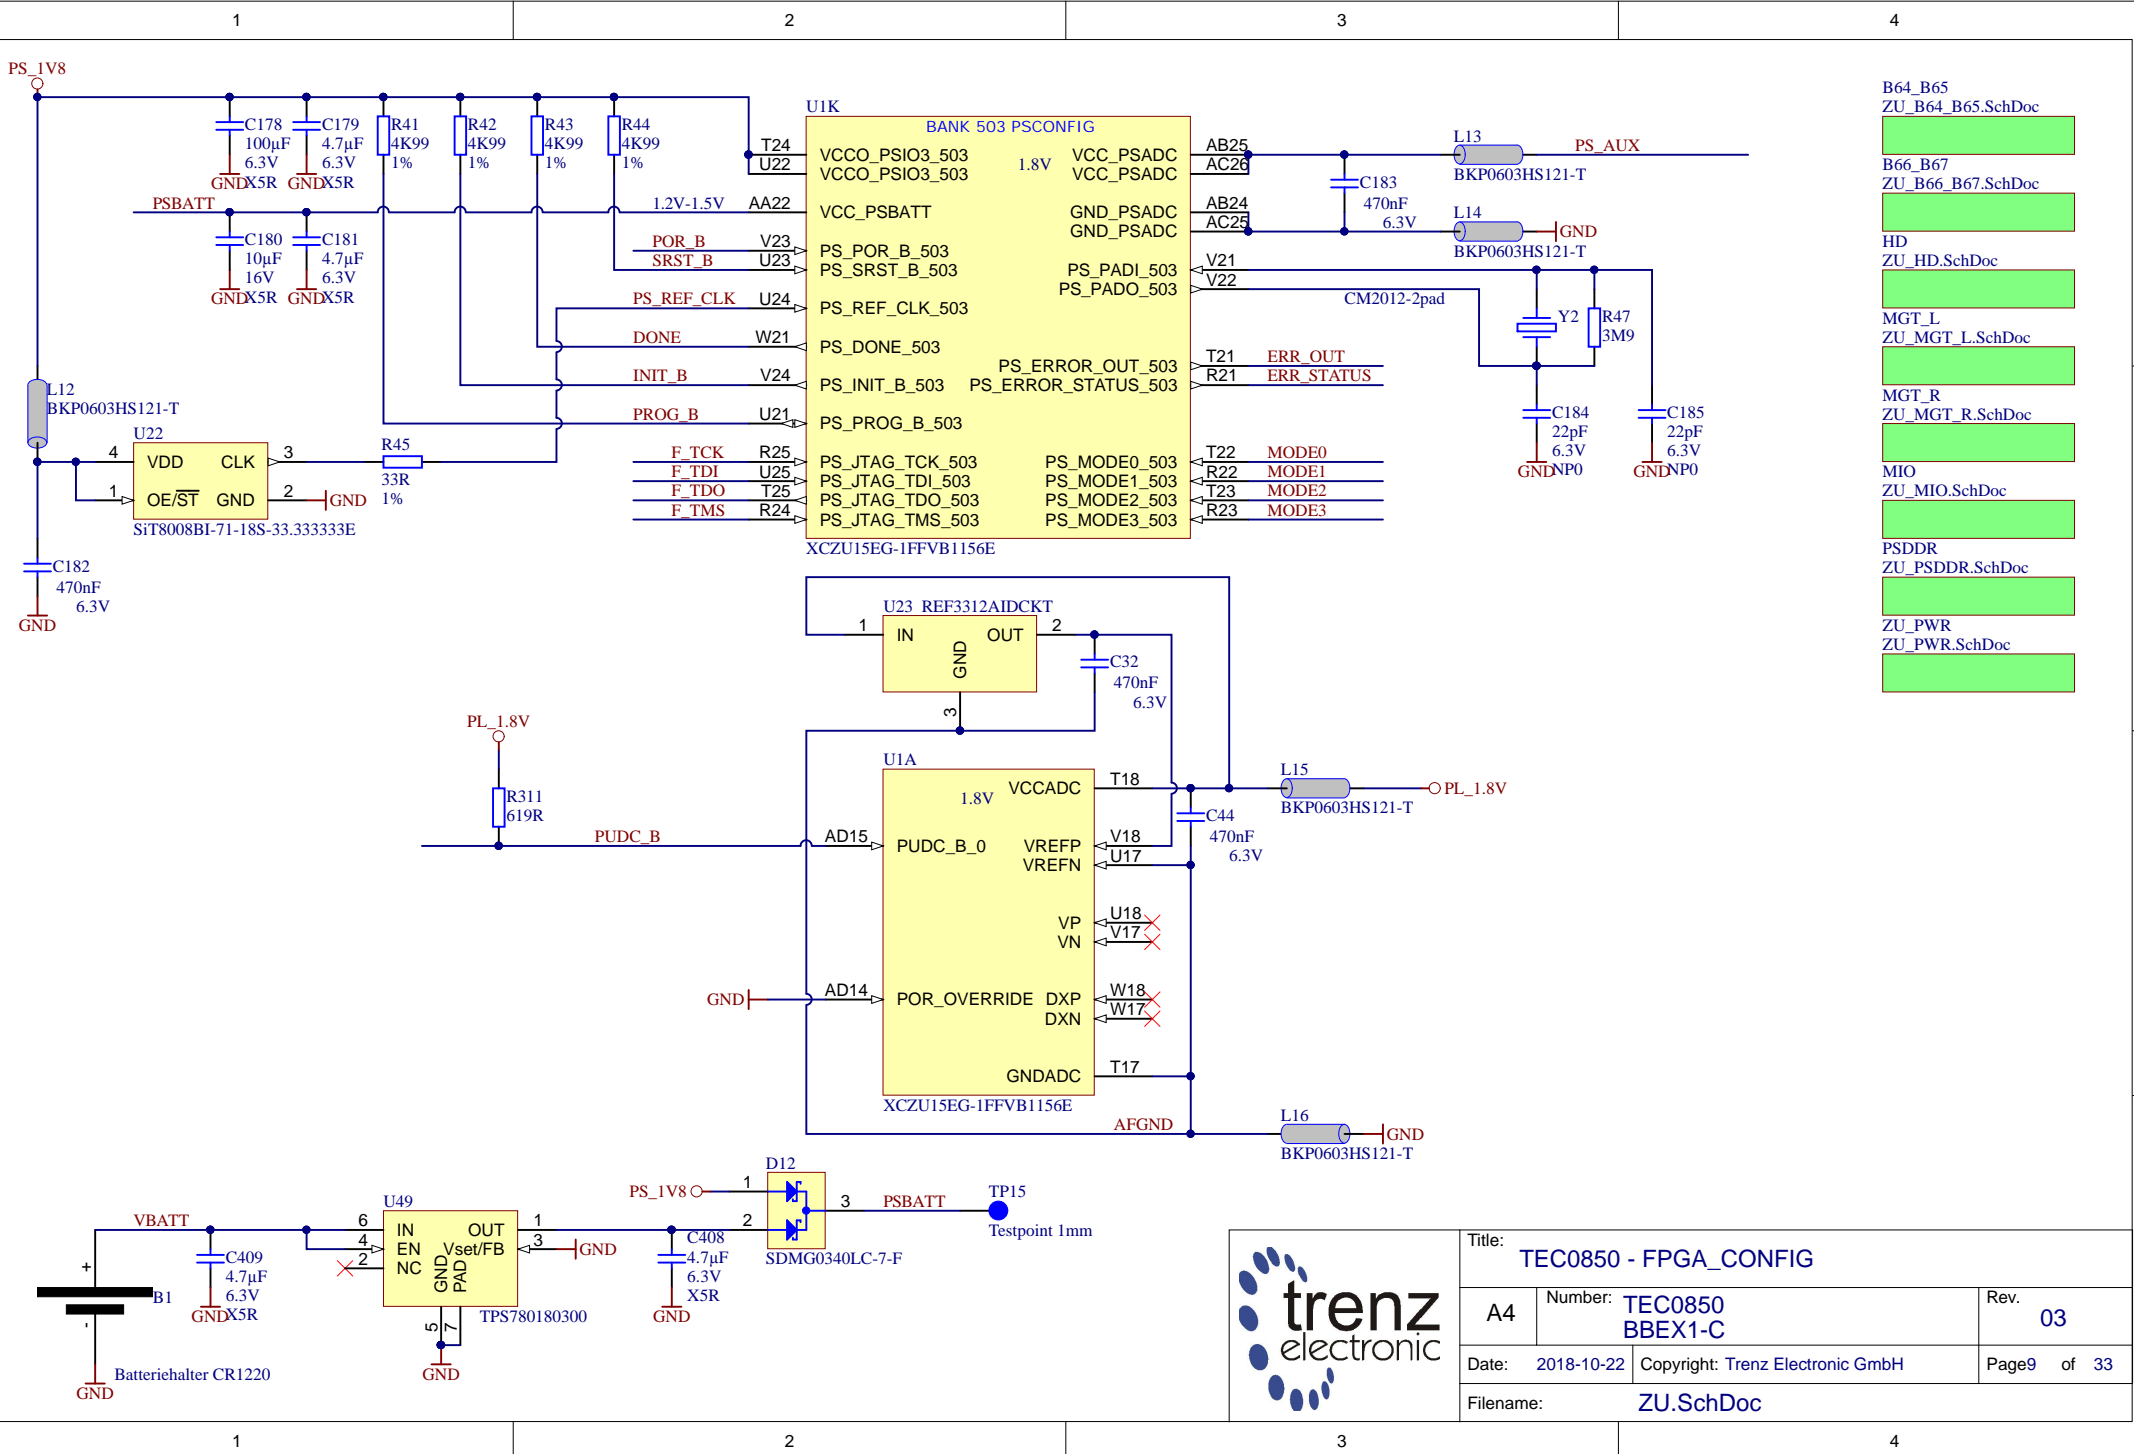 1 2 3 4
PS_1V8
C178
100µF
6.3V
X5R
GND
C179
4.7µF
6.3V
X5R
GND
R41
4K99
1%
R42
4K99
1%
R43
4K99
1%
R44
4K99
1%
PSBATT
1.2V-1.5V
C180
10µF
16V
X5R
GND
C181
4.7µF
6.3V
X5R
GND
POR_B
SRST_B
PS_REF_CLK
DONE
INIT_B
PROG_B
F_TCK
F_TDI
F_TDO
F_TMS
L12
BKP0603HS121-T
U22
4 VDD CLK 3
1 OE/ST GND 2 GND
SiT8008BI-71-18S-33.333333E
R45
33R
1%
C182
470nF
6.3V
GND
U1K
BANK 503 PSCONFIG
1.8V
T24 VCCO_PSIO3_503
U22 VCCO_PSIO3_503
AA22 VCC_PSBATT
V23 PS_POR_B_503
U23 PS_SRST_B_503
U24 PS_REF_CLK_503
W21 PS_DONE_503
V24 PS_INIT_B_503
U21 PS_PROG_B_503
R25 PS_JTAG_TCK_503
U25 PS_JTAG_TDI_503
T25 PS_JTAG_TDO_503
R24 PS_JTAG_TMS_503
VCC_PSADC AB25
VCC_PSADC AC26
GND_PSADC AB24
GND_PSADC AC25
PS_PADI_503 V21
PS_PADO_503 V22
PS_ERROR_OUT_503 T21 ERR_OUT
PS_ERROR_STATUS_503 R21 ERR_STATUS
PS_MODE0_503 T22 MODE0
PS_MODE1_503 R22 MODE1
PS_MODE2_503 T23 MODE2
PS_MODE3_503 R23 MODE3
XCZU15EG-1FFVB1156E
L13
BKP0603HS121-T
PS_AUX
C183
470nF
6.3V
L14
BKP0603HS121-T
GND
CM2012-2pad
Y2
R47
3M9
C184
22pF
6.3V
NP0
GND
C185
22pF
6.3V
NP0
GND
B64_B65
ZU_B64_B65.SchDoc
B66_B67
ZU_B66_B67.SchDoc
HD
ZU_HD.SchDoc
MGT_L
ZU_MGT_L.SchDoc
MGT_R
ZU_MGT_R.SchDoc
MIO
ZU_MIO.SchDoc
PSDDR
ZU_PSDDR.SchDoc
ZU_PWR
ZU_PWR.SchDoc
U23 REF3312AIDCKT
1 IN OUT 2
GND
3
C32
470nF
6.3V
PL_1.8V
R311
619R
PUDC_B
U1A
1.8V
VCCADC T18
AD15 PUDC_B_0
VREFP V18
VREFN U17
VP U18
VN V17
GND AD14 POR_OVERRIDE
DXP W18
DXN W17
GNDADC T17
XCZU15EG-1FFVB1156E
C44
470nF
6.3V
L15
BKP0603HS121-T
PL_1.8V
AFGND
L16
BKP0603HS121-T
GND
VBATT
+
-
B1
GND
Batteriehalter CR1220
C409
4.7µF
6.3V
X5R
GND
U49
6 IN OUT 1
4 EN Vset/FB 3 GND
2 NC
GND
PAD
5
7
GND
TPS780180300
C408
4.7µF
6.3V
X5R
GND
PS_1V8
D12
1
2
3
SDMG0340LC-7-F
PSBATT
TP15
Testpoint 1mm
trenz
electronic
Title:
TEC0850 - FPGA_CONFIG
A4
Number: TEC0850
BBEX1-C
Rev.
03
Date: 2018-10-22
Copyright: Trenz Electronic GmbH
Page9 of 33
Filename: ZU.SchDoc
1 2 3 4